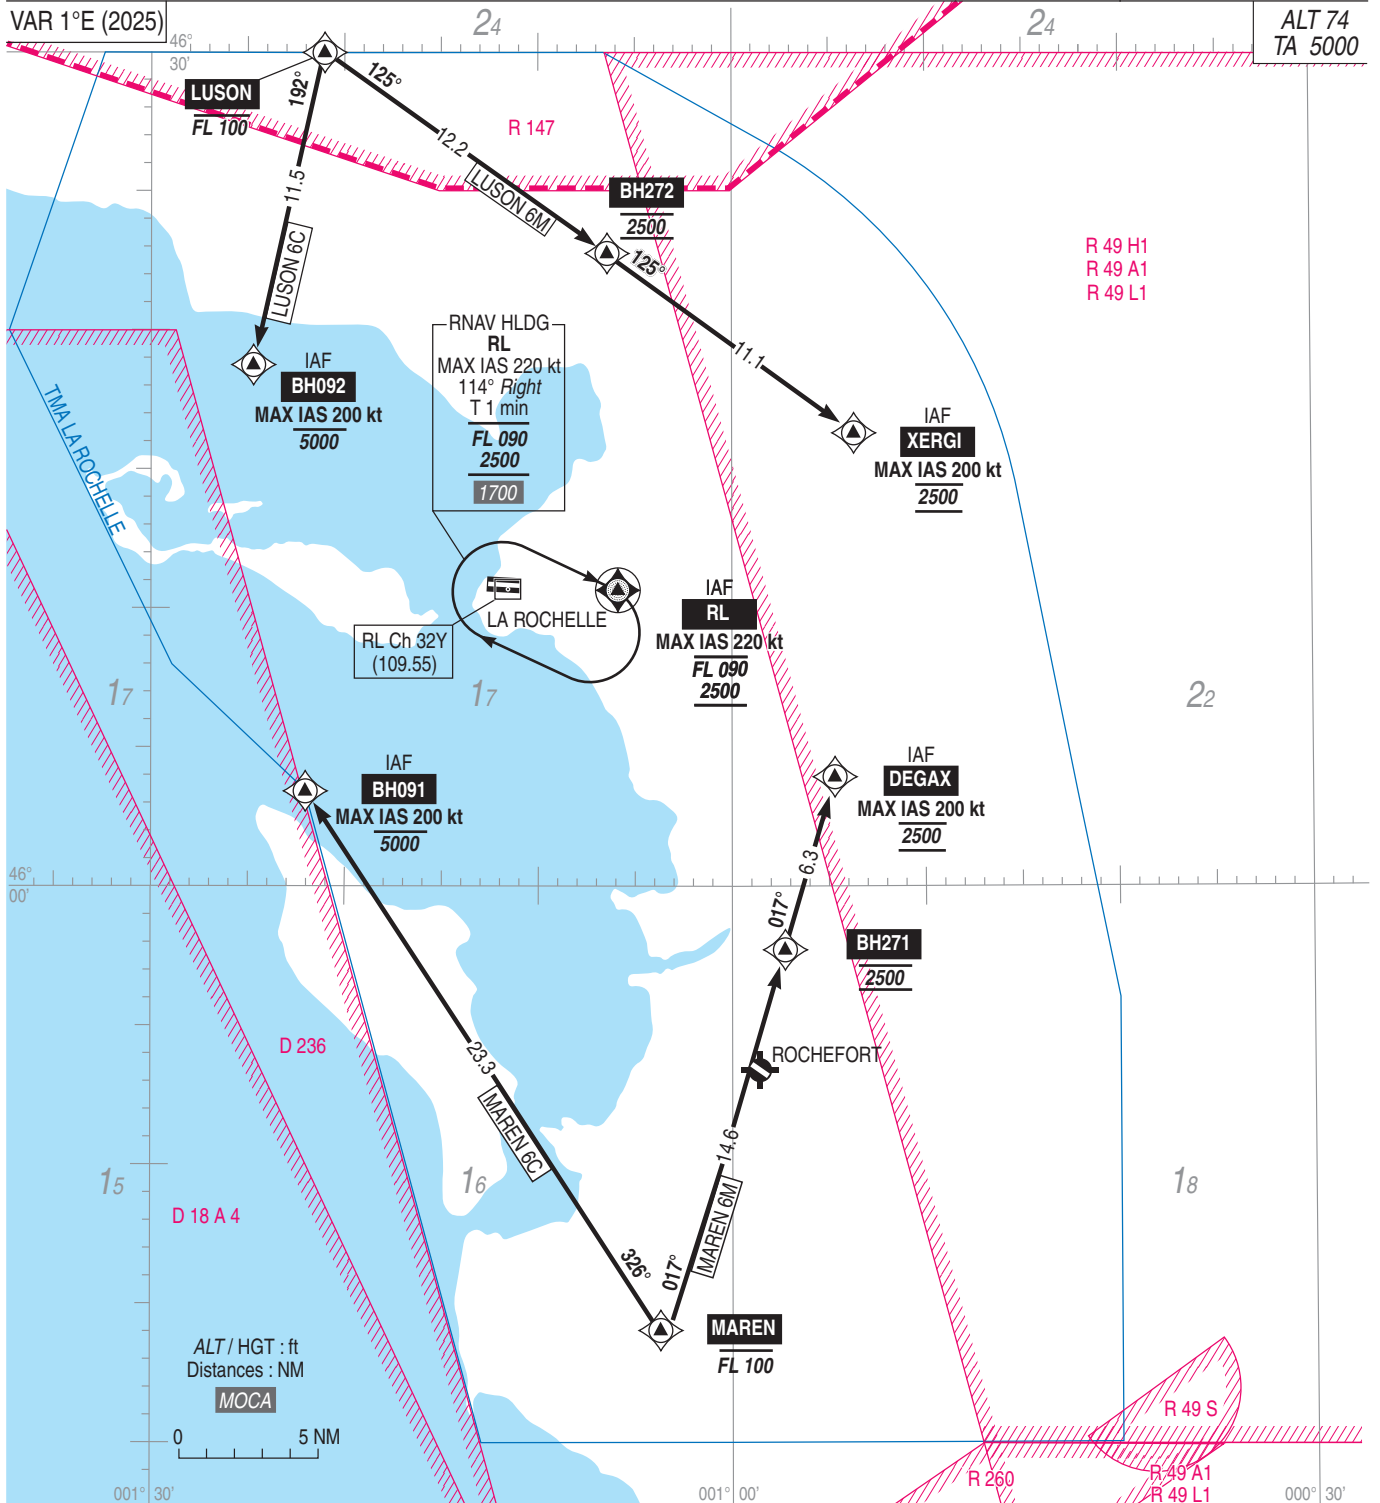 VAR 1°E (2025)
24
24
ALT 74
TA 5000
46°
30'
LUSON
FL 100
192°
125°
R 147
12.2
11.5
LUSON 6M
LUSON 6C
BH272
2500
125°
R 49 H1
R 49 A1
R 49 L1
11.1
RNAV HLDG
RL
MAX IAS 220 kt
114° Right
T 1 min
FL 090
2500
1700
IAF
BH092
MAX IAS 200 kt
5000
IAF
XERGI
MAX IAS 200 kt
2500
TMA LA ROCHELLE
LA ROCHELLE
RL Ch 32Y
(109.55)
IAF
RL
MAX IAS 220 kt
FL 090
2500
17
17
22
IAF
BH091
MAX IAS 200 kt
5000
IAF
DEGAX
MAX IAS 200 kt
2500
46°
00'
6.3
017°
BH271
2500
D 236
23.3
ROCHEFORT
MAREN 6C
14.6
MAREN 6M
15
16
18
D 18 A 4
326°
017°
MAREN
FL 100
ALT / HGT : ft
Distances : NM
MOCA
0 5 NM
R 49 S
R 260
R 49 A1
R 49 L1
001° 30'
001° 00'
000° 30'